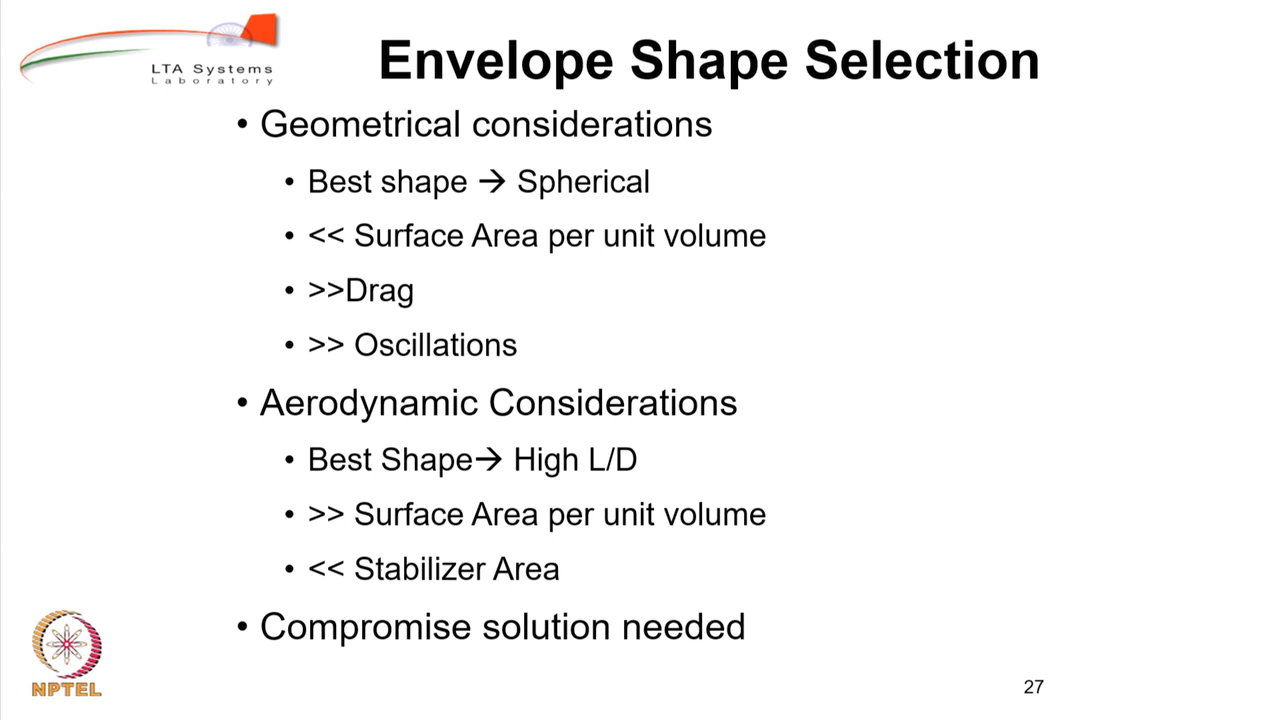 LTA Systems
Laboratory
Envelope Shape Selection
• Geometrical considerations
• Best shape → Spherical
• << Surface Area per unit volume
• >>Drag
• >> Oscillations
• Aerodynamic Considerations
• Best Shape→ High L/D
• >> Surface Area per unit volume
• << Stabilizer Area
• Compromise solution needed
NPTEL
27